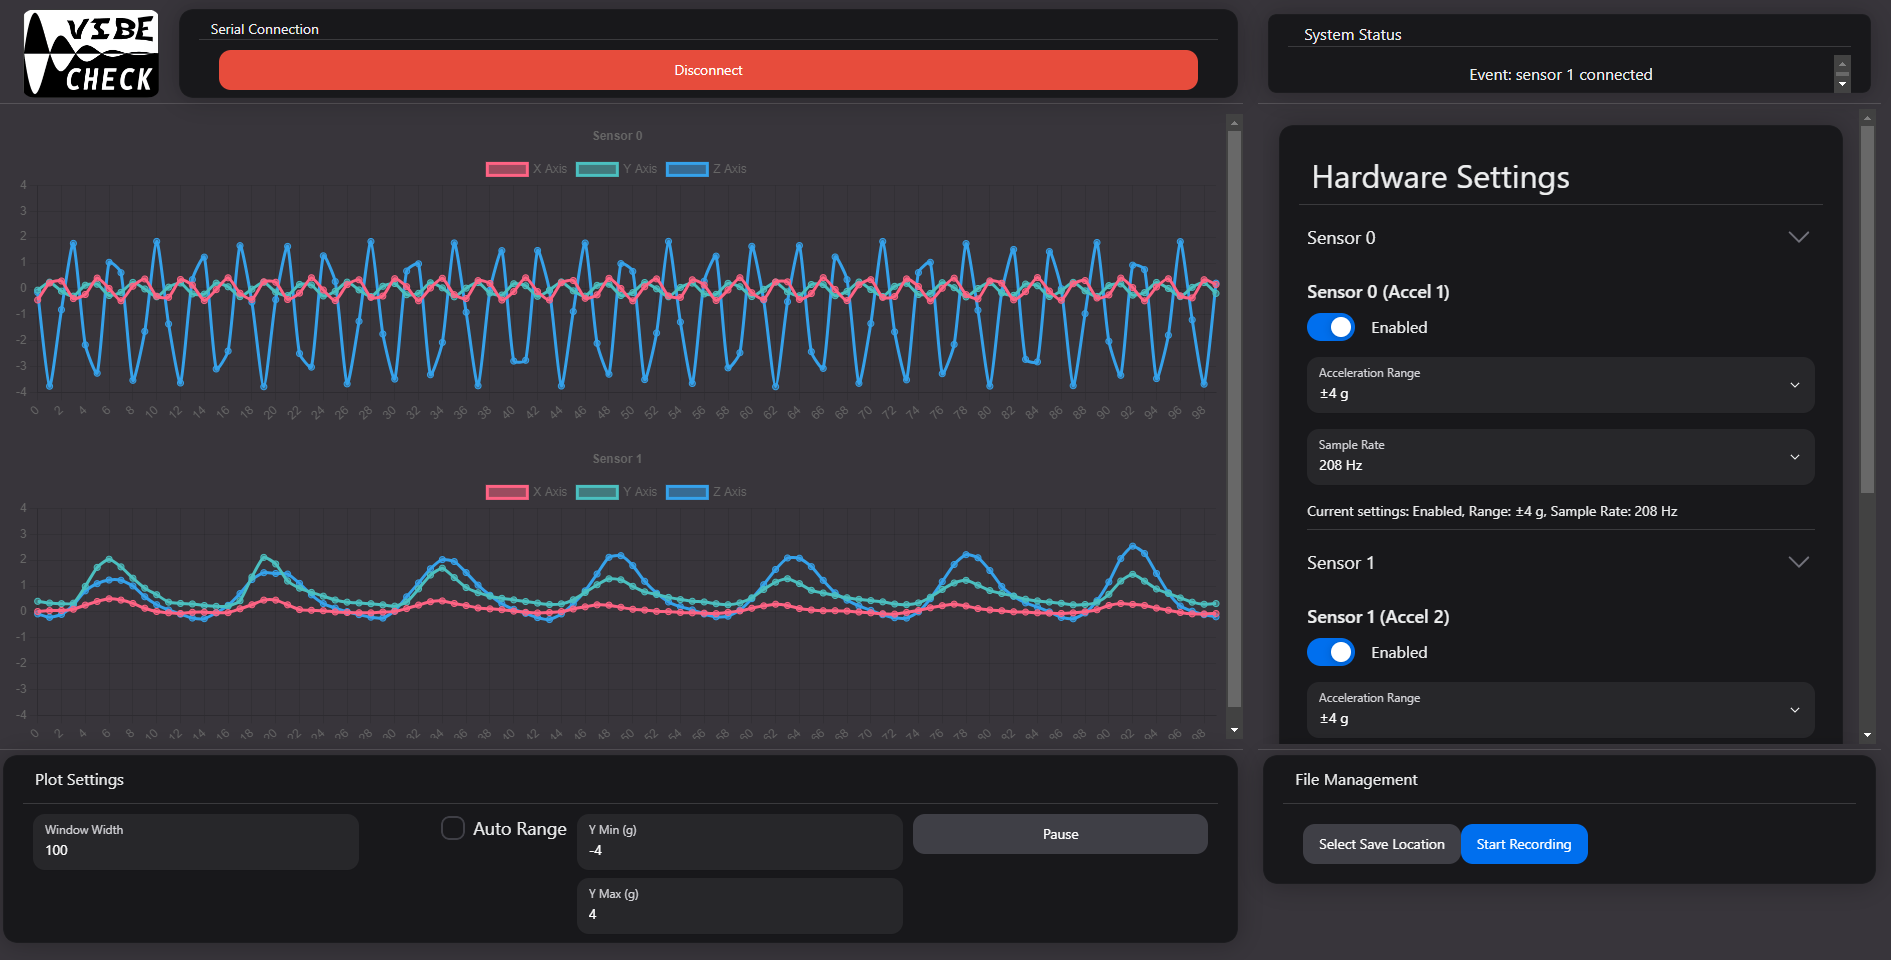 VIBE
CHECK
Serial Connection
Disconnect
System Status
Event: sensor 1 connected
Sensor 0
X Axis Y Axis Z Axis
4
3
2
1
0
-1
-2
-3
-4
0 2 4 6 8 10 12 14 16 18 20 22 24 26 28 30 32 34 36 38 40 42 44 46 48 50 52 54 56 58 60 62 64 66 68 70 72 74 76 78 80 82 84 86 88 90 92 94 96 98
Sensor 1
X Axis Y Axis Z Axis
4
3
2
1
0
-1
-2
-3
-4
0 2 4 6 8 10 12 14 16 18 20 22 24 26 28 30 32 34 36 38 40 42 44 46 48 50 52 54 56 58 60 62 64 66 68 70 72 74 76 78 80 82 84 86 88 90 92 94 96 98
Hardware Settings
Sensor 0
Sensor 0 (Accel 1)
Enabled
Acceleration Range
±4 g
Sample Rate
208 Hz
Current settings: Enabled, Range: ±4 g, Sample Rate: 208 Hz
Sensor 1
Sensor 1 (Accel 2)
Enabled
Acceleration Range
±4 g
Plot Settings
Window Width
100
Auto Range
Y Min (g)
-4
Y Max (g)
4
Pause
File Management
Select Save Location
Start Recording